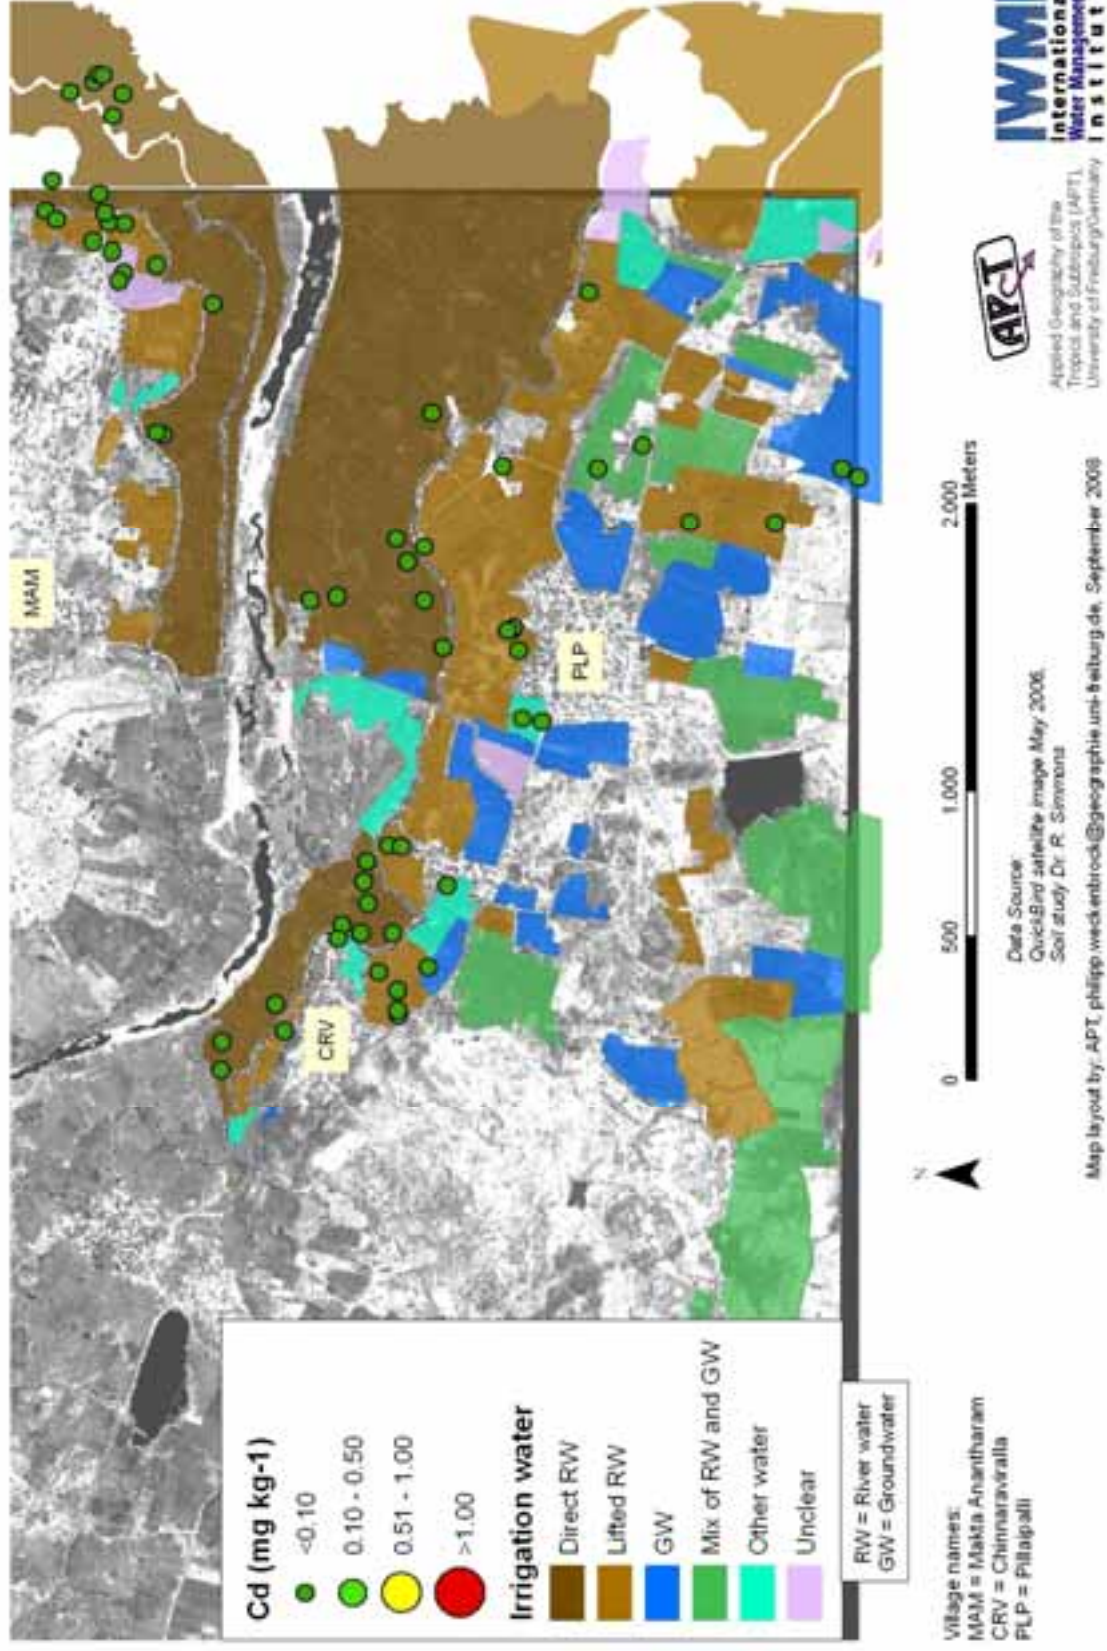 MAM
PLP
CRV
Cd (mg kg-1)
<0.10
0.10 - 0.50
0.51 - 1.00
>1.00
Irrigation water
Direct RW
Lifted RW
GW
Mix of RW and GW
Other water
Unclear
RW = River water
GW = Groundwater
Village names:
MAM = Makta Anantharam
CRV = Chinnaraviralla
PLP = Pillaipalli
N
0
500
1.000
2.000
Meters
Data Source:
QuickBird satellite image May 2006,
Soil study Dr. R. Simmons
Map layout by: APT, philipp.weckenbrock@geographie.uni-freiburg.de, September 2008
APT
Applied Geography of the
Tropics and Subtropics (APT),
University of Freiburg/Germany
IWMI
International
Water Management
Institute